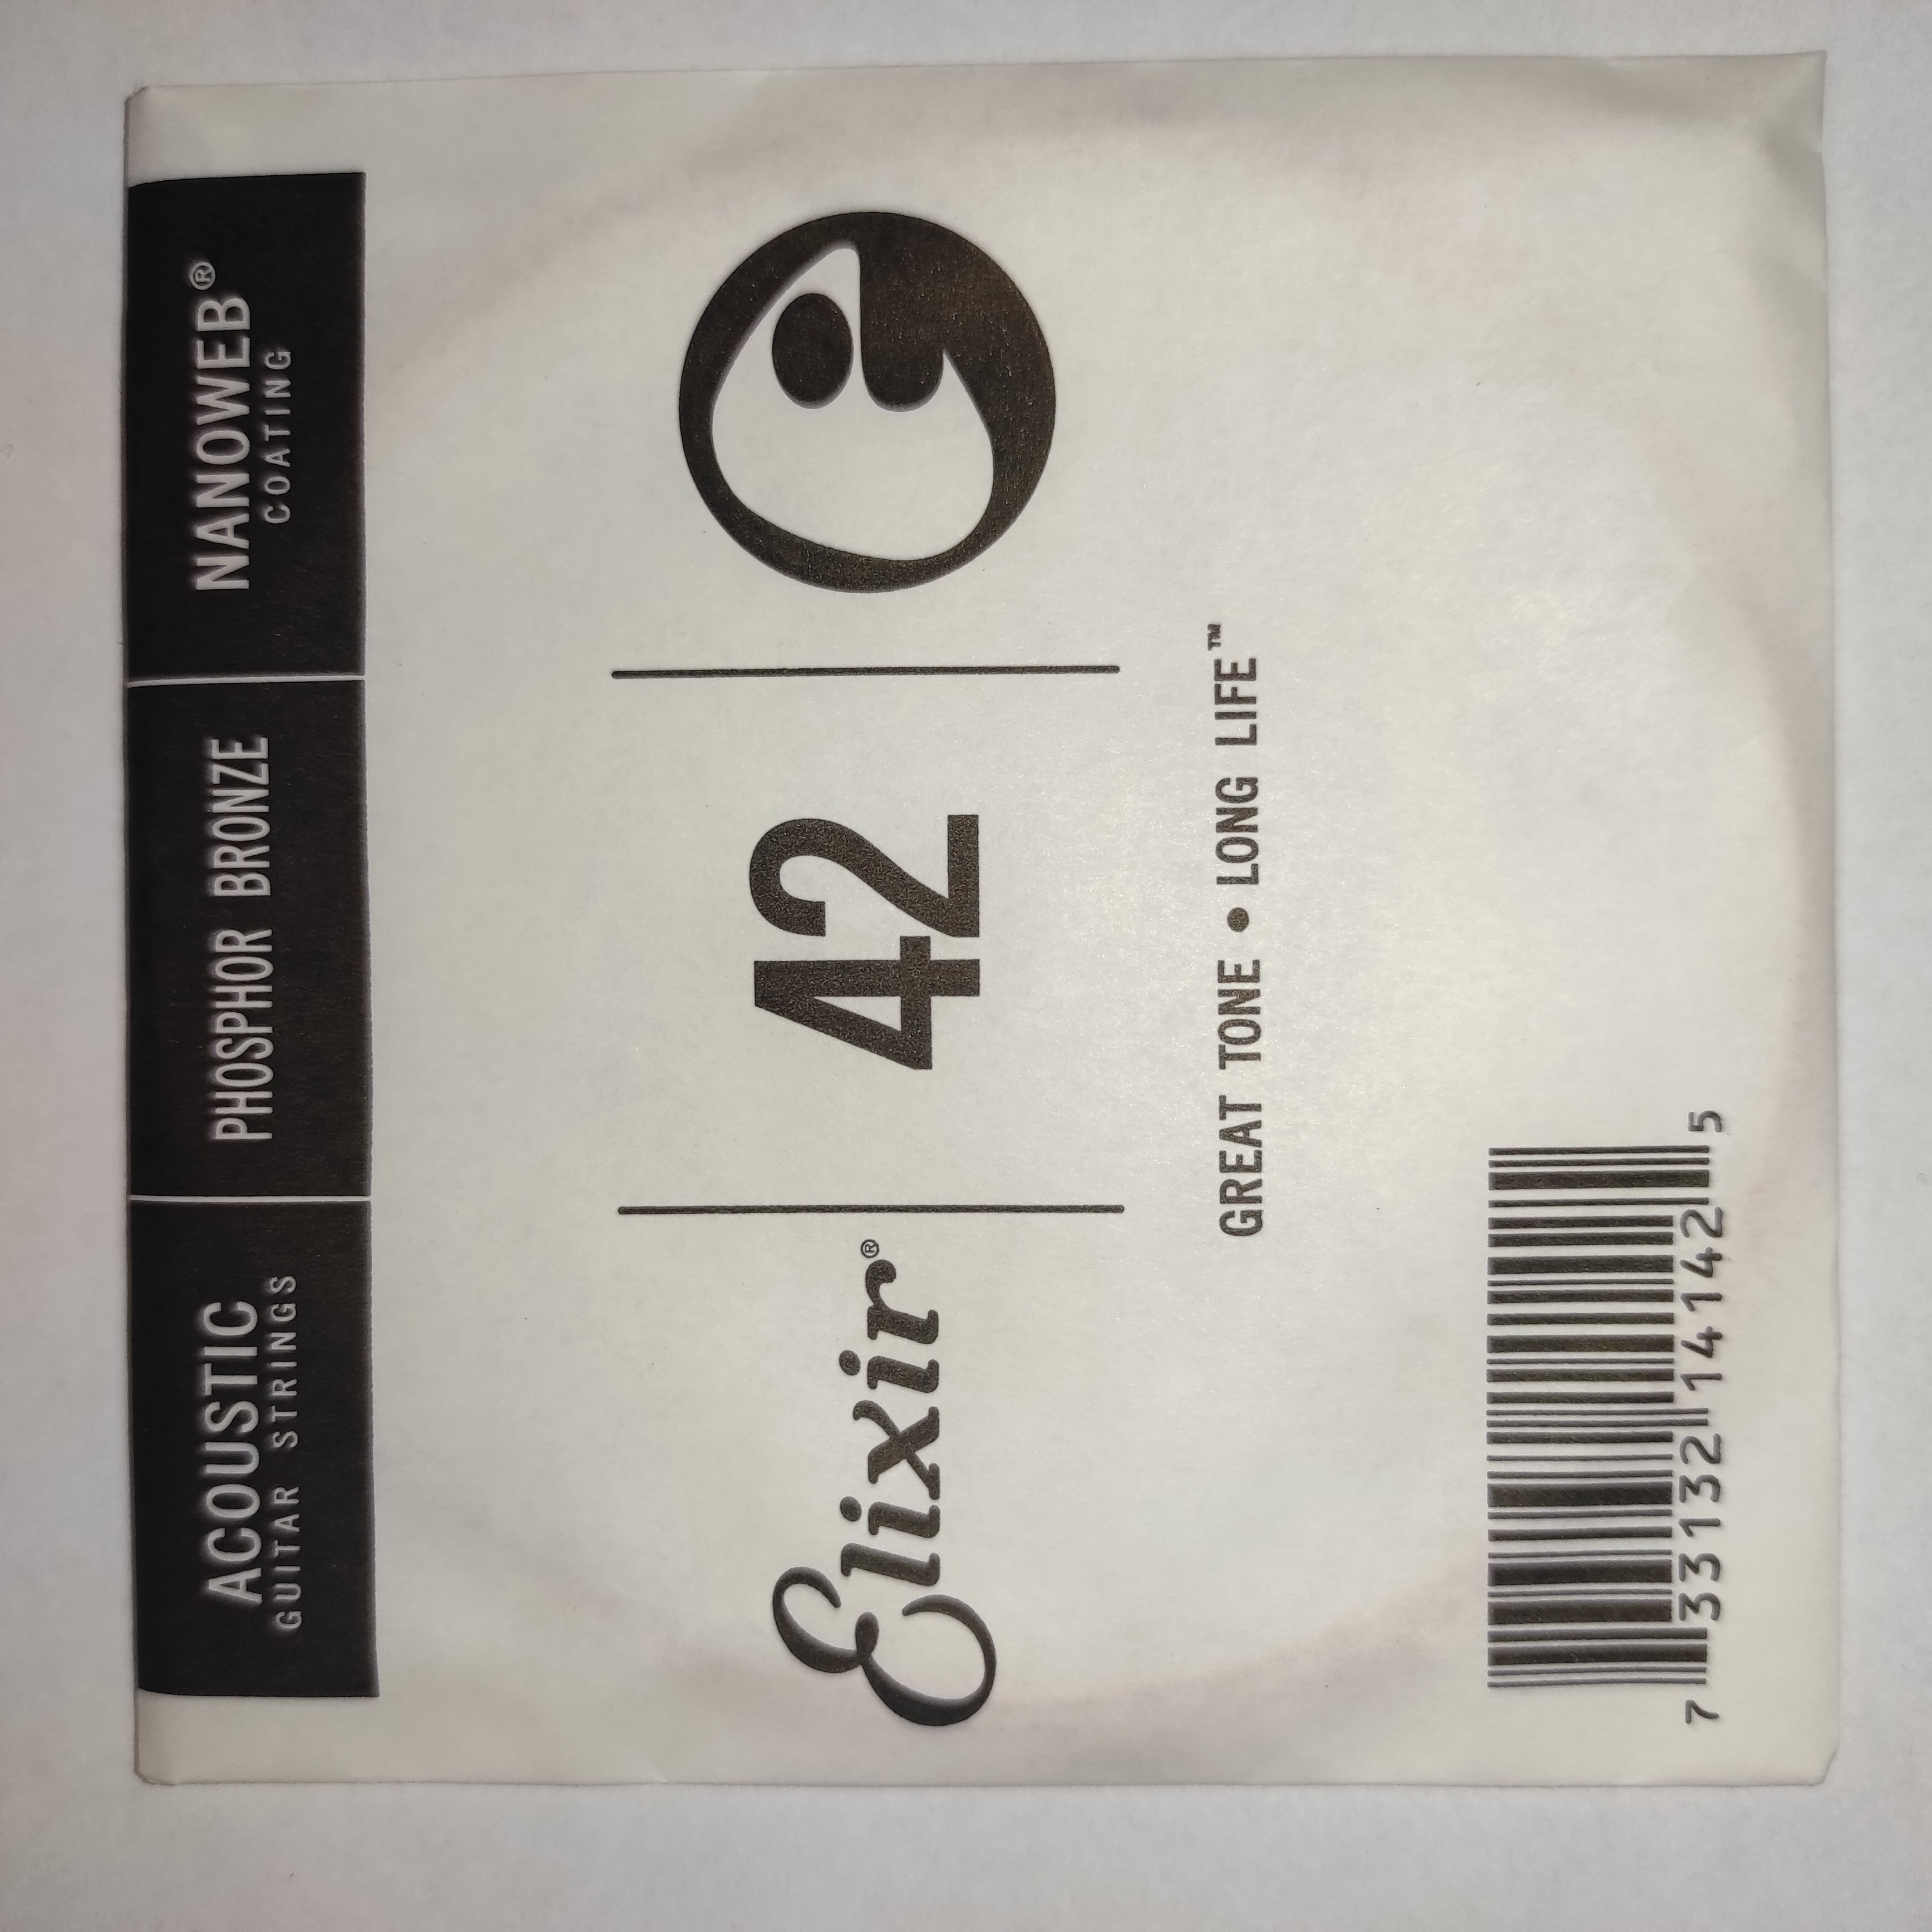 ACOUSTIC
GUITAR STRINGS
PHOSPHOR BRONZE
NANOWEB®
COATING
Elixir®
42
GREAT TONE • LONG LIFE™
7 33132 14142 5